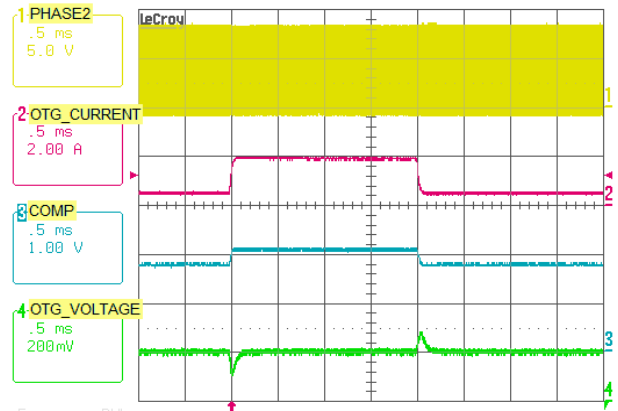 1 PHASE2
.5 ms
5.0 V
LeCroy
1
2 OTG_CURRENT
.5 ms
2.00 A
2
3 COMP
.5 ms
1.00 V
3
4 OTG_VOLTAGE
.5 ms
200mV
4